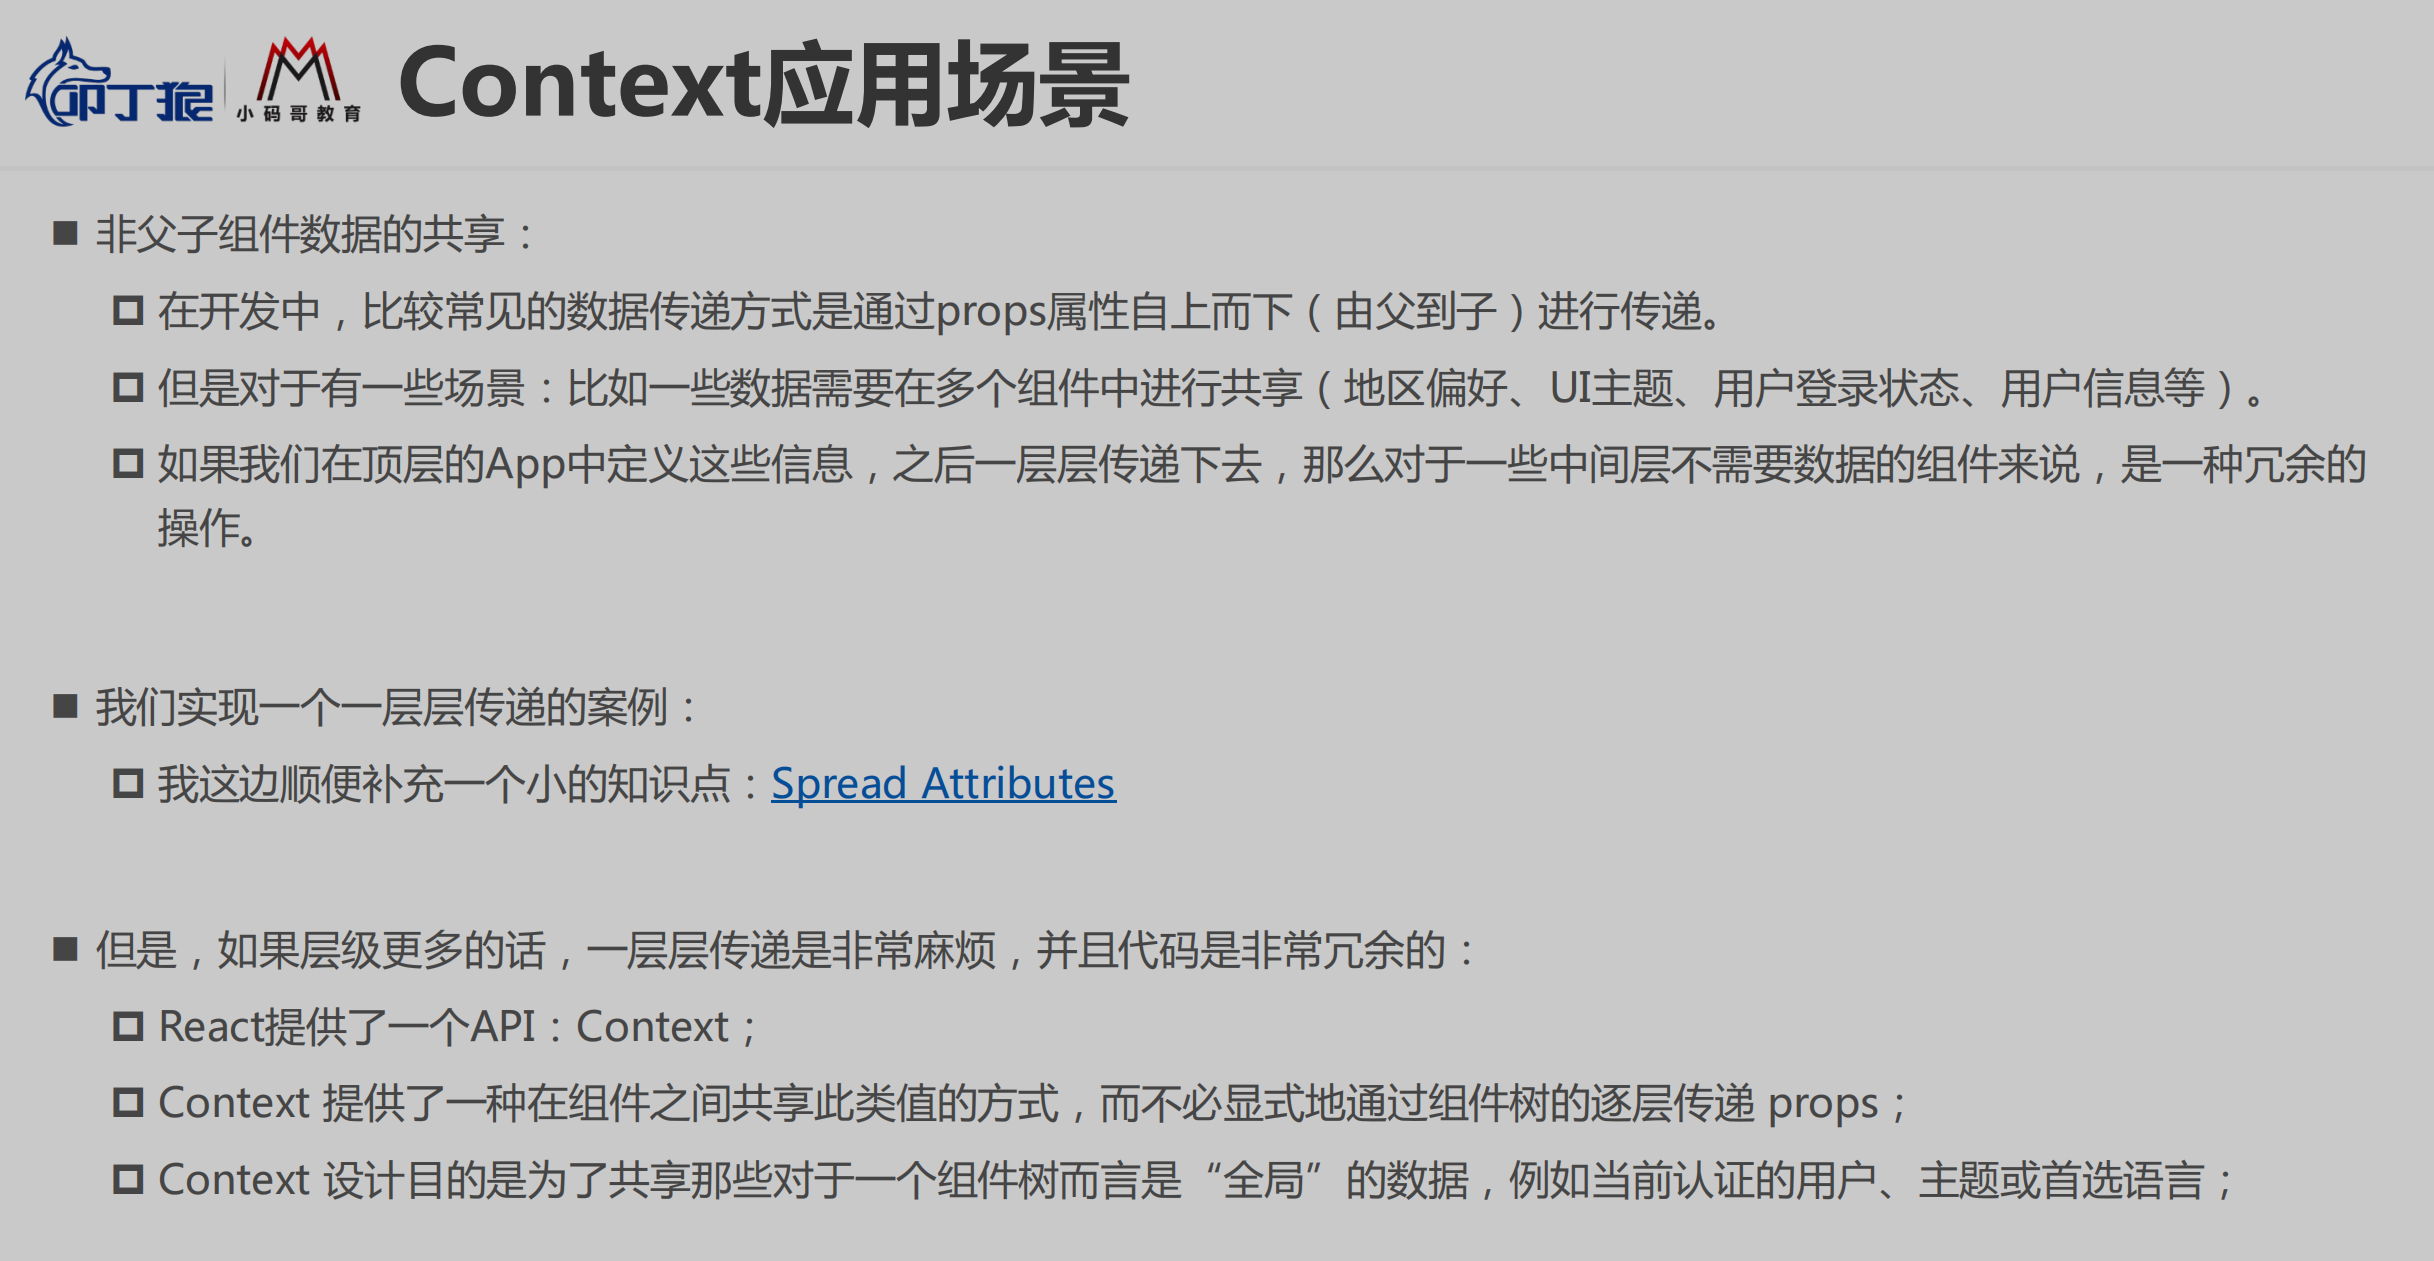 叩丁狼
小码哥教育
Context应用场景
非父子组件数据的共享：
在开发中，比较常见的数据传递方式是通过props属性自上而下（由父到子）进行传递。
但是对于有一些场景：比如一些数据需要在多个组件中进行共享（地区偏好、UI主题、用户登录状态、用户信息等）。
如果我们在顶层的App中定义这些信息，之后一层层传递下去，那么对于一些中间层不需要数据的组件来说，是一种冗余的
操作。
我们实现一个一层层传递的案例：
我这边顺便补充一个小的知识点：Spread Attributes
但是，如果层级更多的话，一层层传递是非常麻烦，并且代码是非常冗余的：
React提供了一个API：Context；
Context 提供了一种在组件之间共享此类值的方式，而不必显式地通过组件树的逐层传递 props；
Context 设计目的是为了共享那些对于一个组件树而言是“全局”的数据，例如当前认证的用户、主题或首选语言；